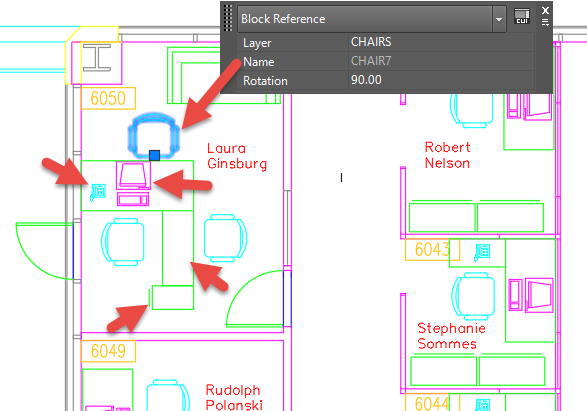 Block Reference
CUI
Layer CHAIRS
Name CHAIR7
Rotation 90.00
6050
Laura
Ginsburg
Robert
Nelson
6043
Stephanie
Sommes
6049
Rudolph
Polanski
6044